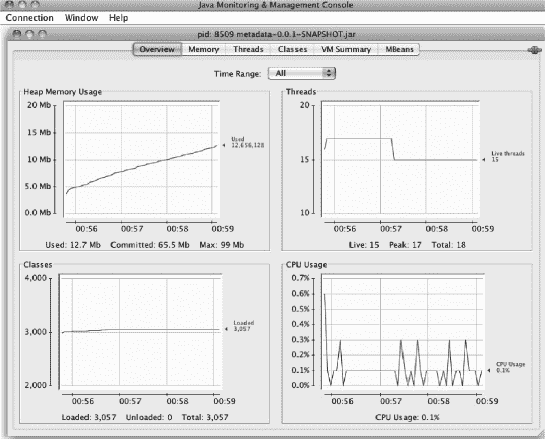 Java Monitoring & Management Console
Connection Window Help
pid: 8509 metadata-0.0.1-SNAPSHOT.jar
Overview Memory Threads Classes VM Summary MBeans
Time Range: All
Heap Memory Usage
20 Mb
15 Mb
10 Mb
5.0 Mb
0.0 Mb
Used
12,656,128
00:56 00:57 00:58 00:59
Used: 12.7 Mb Committed: 65.5 Mb Max: 99 Mb
Threads
20
15
10
Live threads
15
00:56 00:57 00:58 00:59
Live: 15 Peak: 17 Total: 18
Classes
4,000
3,000
2,000
Loaded
3,057
00:56 00:57 00:58 00:59
Loaded: 3,057 Unloaded: 0 Total: 3,057
CPU Usage
0.7%
0.6%
0.5%
0.4%
0.3%
0.2%
0.1%
0.0%
CPU Usage
0.1%
00:56 00:57 00:58 00:59
CPU Usage: 0.1%